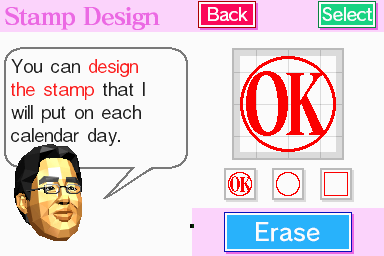 Stamp Design
Back
Select
You can design
the stamp that I
will put on each
calendar day.
OK
OK
Erase